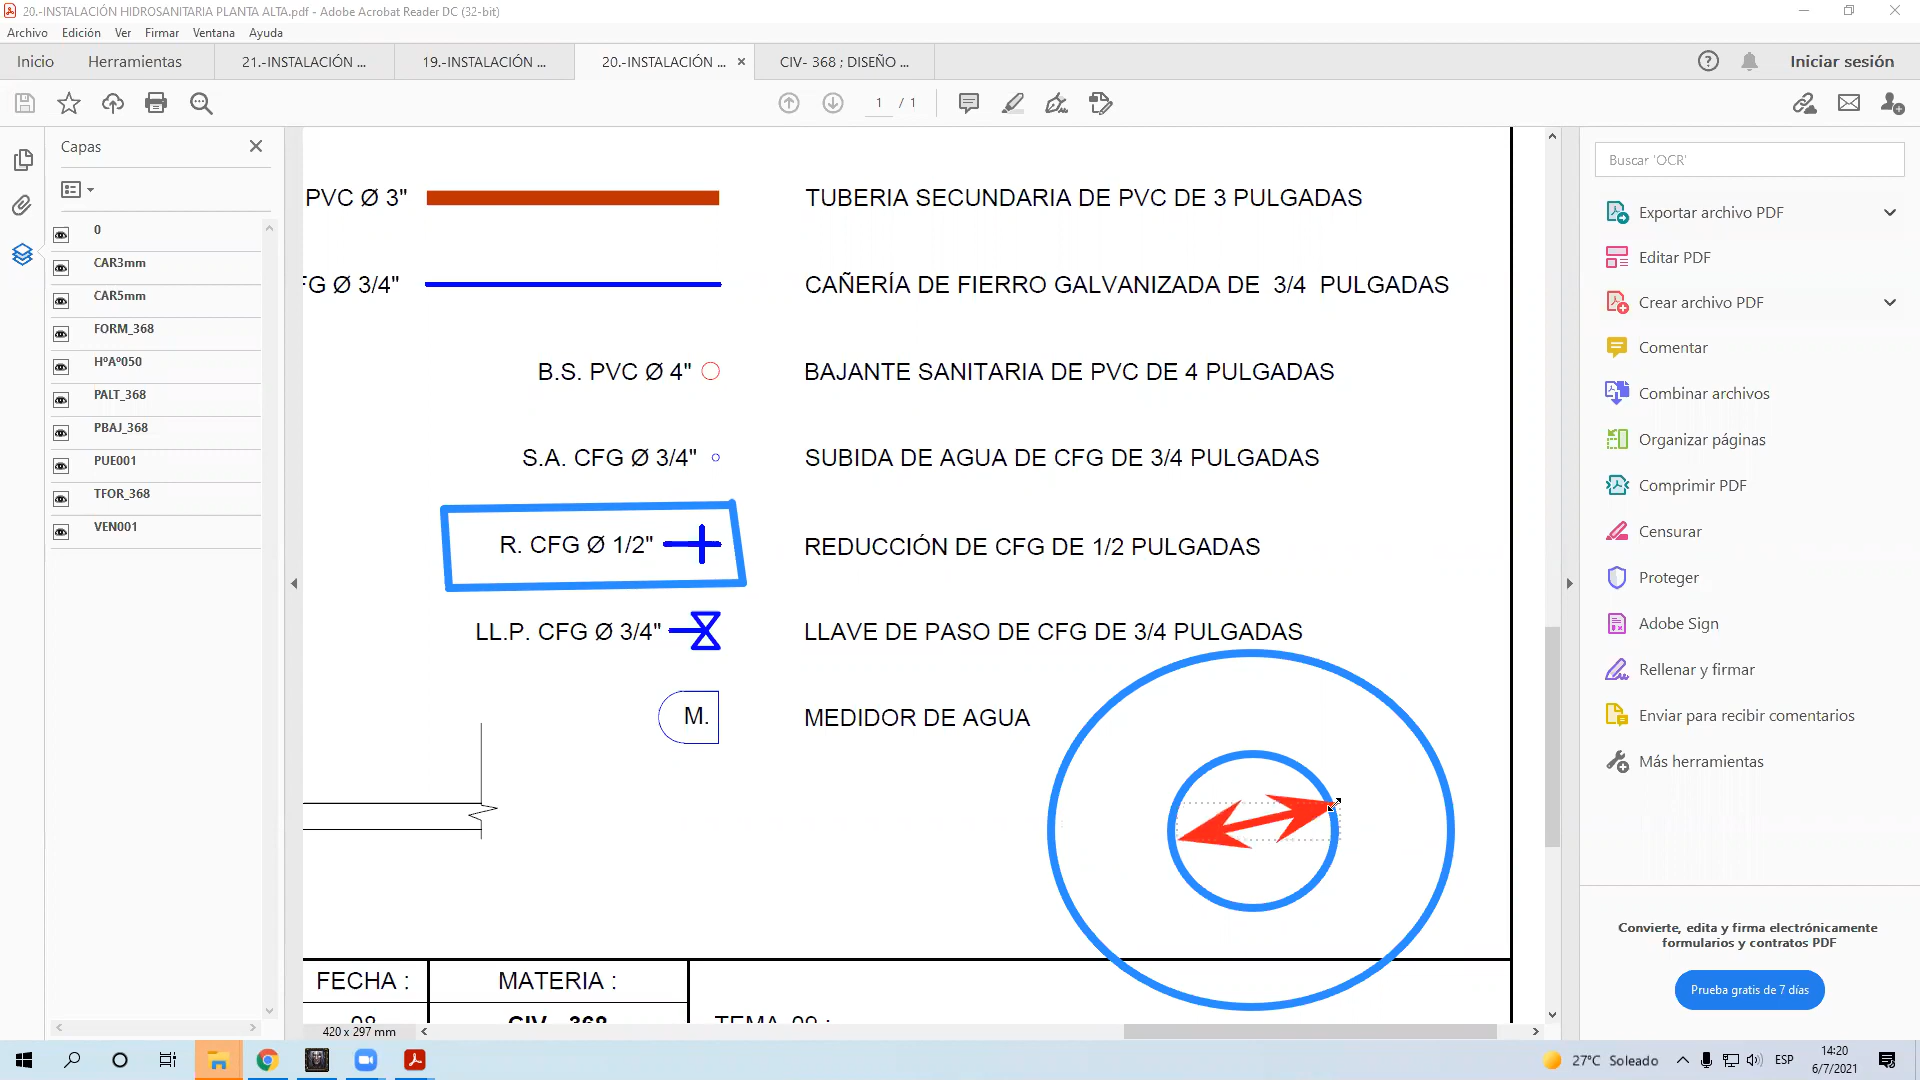 20.-INSTALACIÓN HIDROSANITARIA PLANTA ALTA.pdf - Adobe Acrobat Reader DC (32-bit)
Archivo Edición Ver Firmar Ventana Ayuda
Inicio Herramientas 21.-INSTALACIÓN ... 19.-INSTALACIÓN ... 20.-INSTALACIÓN ... CIV- 368 ; DISEÑO ... Iniciar sesión
1 / 1
Capas
0
CAR3mm
CAR5mm
FORM_368
HºAº050
PALT_368
PBAJ_368
PUE001
TFOR_368
VEN001
PVC Ø 3" TUBERIA SECUNDARIA DE PVC DE 3 PULGADAS
FG Ø 3/4" CAÑERÍA DE FIERRO GALVANIZADA DE 3/4 PULGADAS
B.S. PVC Ø 4" BAJANTE SANITARIA DE PVC DE 4 PULGADAS
S.A. CFG Ø 3/4" SUBIDA DE AGUA DE CFG DE 3/4 PULGADAS
R. CFG Ø 1/2" REDUCCIÓN DE CFG DE 1/2 PULGADAS
LL.P. CFG Ø 3/4" LLAVE DE PASO DE CFG DE 3/4 PULGADAS
M. MEDIDOR DE AGUA
FECHA : MATERIA :
08 CIV - 368 TEMA 09 :
420 x 297 mm
Buscar 'OCR'
Exportar archivo PDF
Editar PDF
Crear archivo PDF
Comentar
Combinar archivos
Organizar páginas
Comprimir PDF
Censurar
Proteger
Adobe Sign
Rellenar y firmar
Enviar para recibir comentarios
Más herramientas
Convierte, edita y firma electrónicamente
formularios y contratos PDF
Prueba gratis de 7 días
27°C Soleado ESP 14:20
6/7/2021